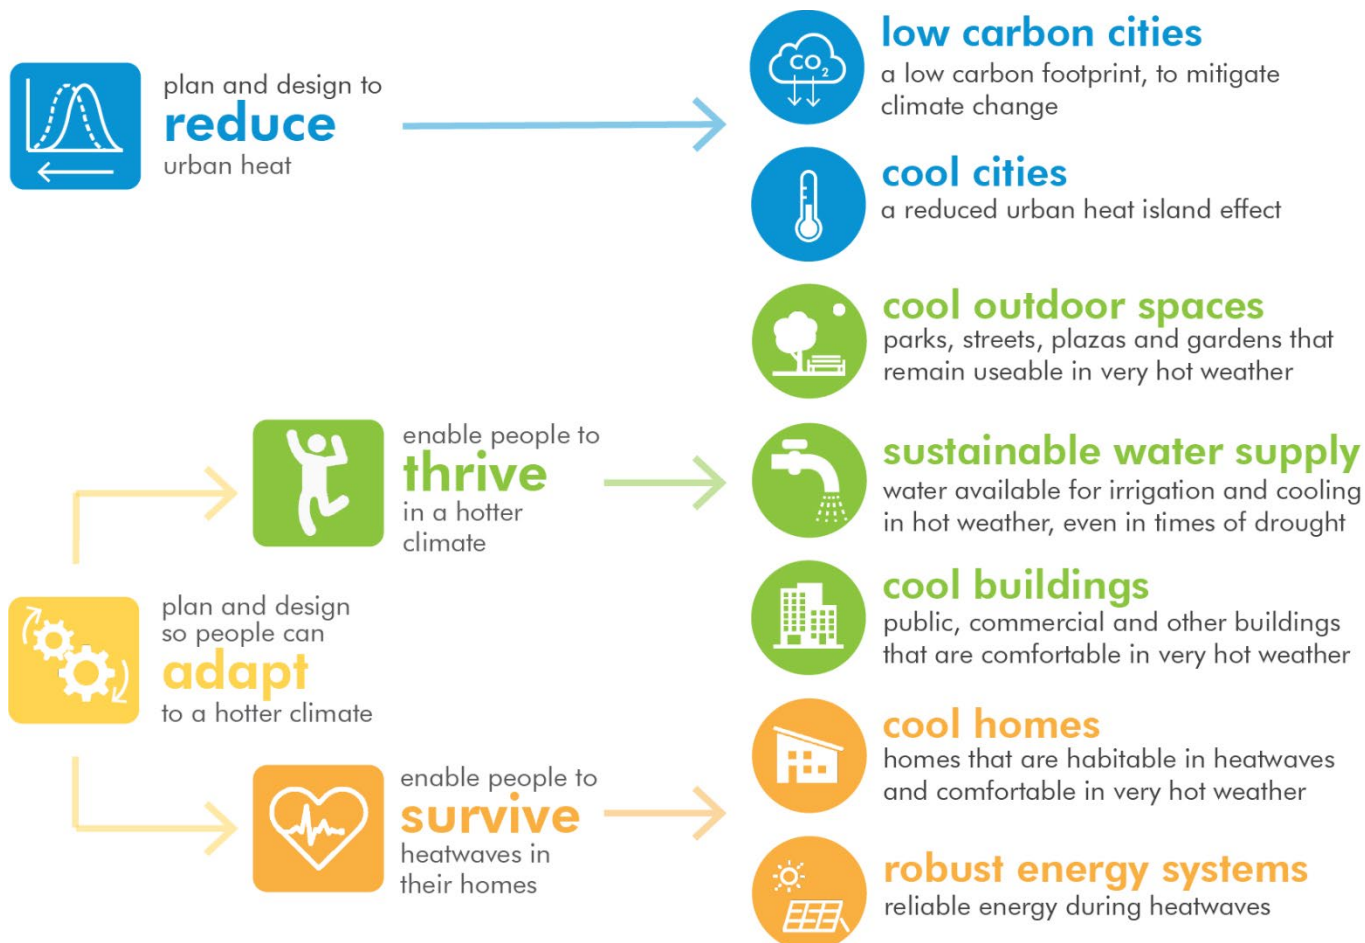 plan and design to
reduce
urban heat
low carbon cities
a low carbon footprint, to mitigate
climate change
CO2
cool cities
a reduced urban heat island effect
plan and design
so people can
adapt
to a hotter climate
enable people to
thrive
in a hotter
climate
cool outdoor spaces
parks, streets, plazas and gardens that
remain useable in very hot weather
sustainable water supply
water available for irrigation and cooling
in hot weather, even in times of drought
cool buildings
public, commercial and other buildings
that are comfortable in very hot weather
enable people to
survive
heatwaves in
their homes
cool homes
homes that are habitable in heatwaves
and comfortable in very hot weather
robust energy systems
reliable energy during heatwaves